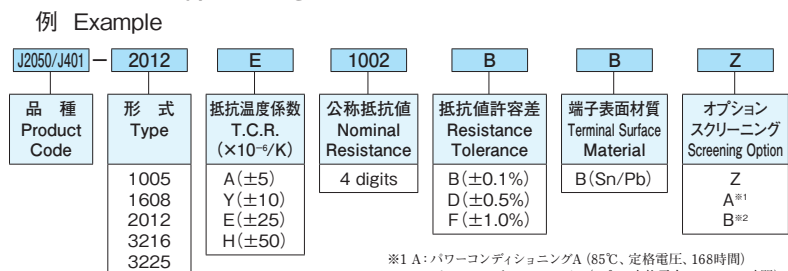 例 Example
J2050/J401 － 2012 E 1002 B B Z
品 種
Product
Code
形 式
Type
1005
1608
2012
3216
3225
抵抗温度係数
T.C.R.
(×10⁻⁶/K)
A(±5)
Y(±10)
E(±25)
H(±50)
公称抵抗値
Nominal
Resistance
4 digits
抵抗値許容差
Resistance
Tolerance
B(±0.1%)
D(±0.5%)
F(±1.0%)
端子表面材質
Terminal Surface
Material
B(Sn/Pb)
オプション
スクリーニング
Screening Option
Z
A※1
B※2
※1 A：パワーコンディショニングA (85℃、定格電圧、168時間)